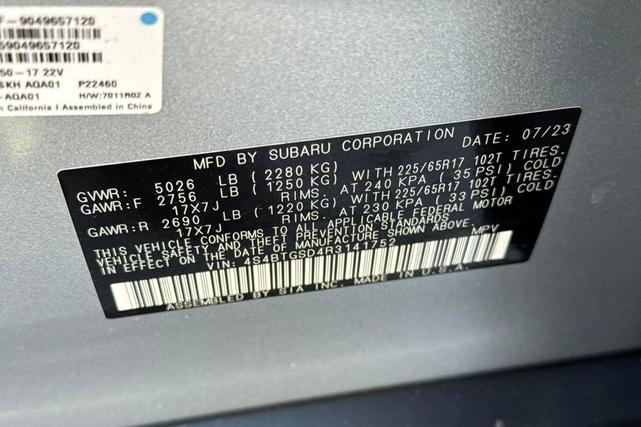 -9049657120
59049657120
50-17 22V
SKH AQA01 P22460
-AQA01 H/W:7011R02 A
n California I Assembled in China
MFD BY SUBARU CORPORATION DATE: 07/23
GVWR: 5026 LB (2280 KG)
GAWR:F 2756 LB (1250 KG) WITH 225/65R17 102T TIRES.
17X7J RIMS. AT 240 KPA (35 PSI) COLD
GAWR:R 2690 LB (1220 KG) WITH 225/65R17 102T TIRES.
17X7J RIMS. AT 230 KPA (33 PSI) COLD
THIS VEHICLE CONFORMS TO ALL APPLICABLE FEDERAL MOTOR
VEHICLE SAFETY, BUMPER, AND THEFT PREVENTION STANDARDS
IN EFFECT ON THE DATE OF MANUFACTURE SHOWN ABOVE.
VIN: 4S4BTGSD4R3141752 MPV
ASSEMBLED BY SIA INC. MADE IN U.S.A.